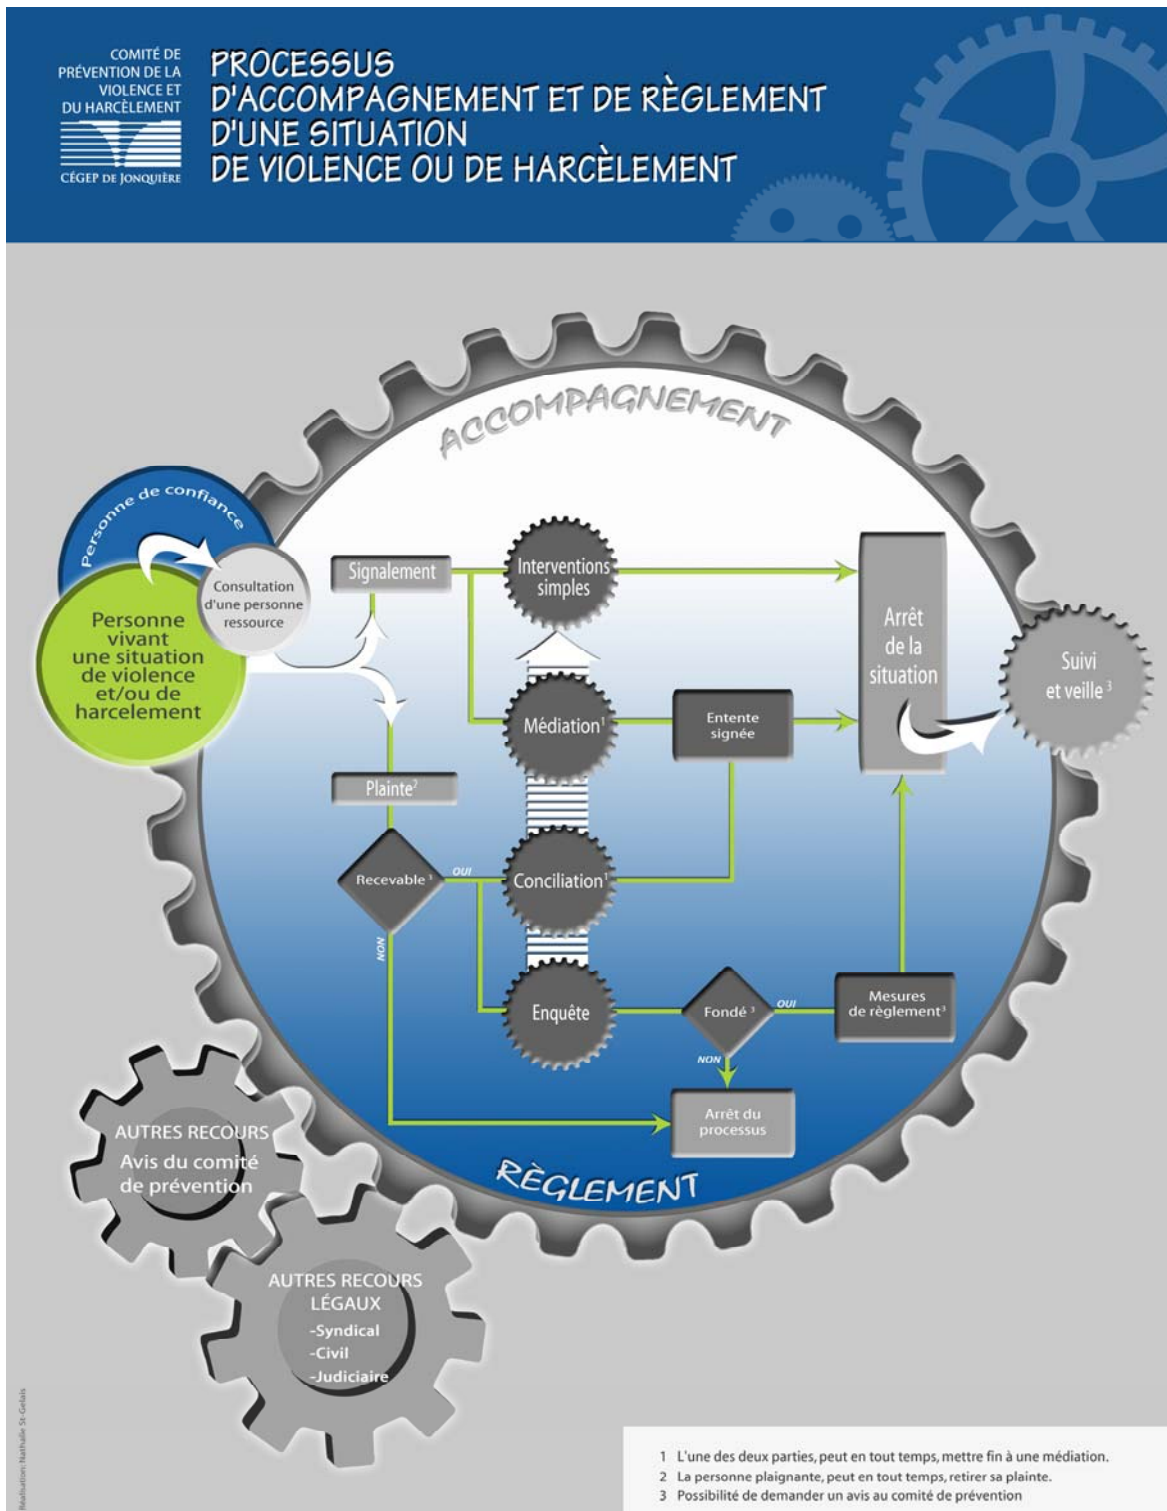 COMITÉ DE
PRÉVENTION DE LA
VIOLENCE ET
DU HARCÈLEMENT
CÉGEP DE JONQUIÈRE
PROCESSUS
D'ACCOMPAGNEMENT ET DE RÈGLEMENT
D'UNE SITUATION
DE VIOLENCE OU DE HARCÈLEMENT
ACCOMPAGNEMENT
Personne de confiance
Consultation
d'une personne
ressource
Personne
vivant
une situation
de violence
et/ou de
harcelement
Signalement
Interventions
simples
Arrêt
de la
situation
Suivi
et veille 3
Médiation1
Entente
signée
Plainte2
Recevable 3
OUI
NON
Conciliation1
Enquête
Fondé 3
OUI
NON
Mesures
de règlement3
Arrêt du
processus
RÈGLEMENT
AUTRES RECOURS
Avis du comité
de prévention
AUTRES RECOURS
LÉGAUX
-Syndical
-Civil
-Judiciaire
Réalisation: Nathalie St-Gelais
1 L'une des deux parties, peut en tout temps, mettre fin à une médiation.
2 La personne plaignante, peut en tout temps, retirer sa plainte.
3 Possibilité de demander un avis au comité de prévention